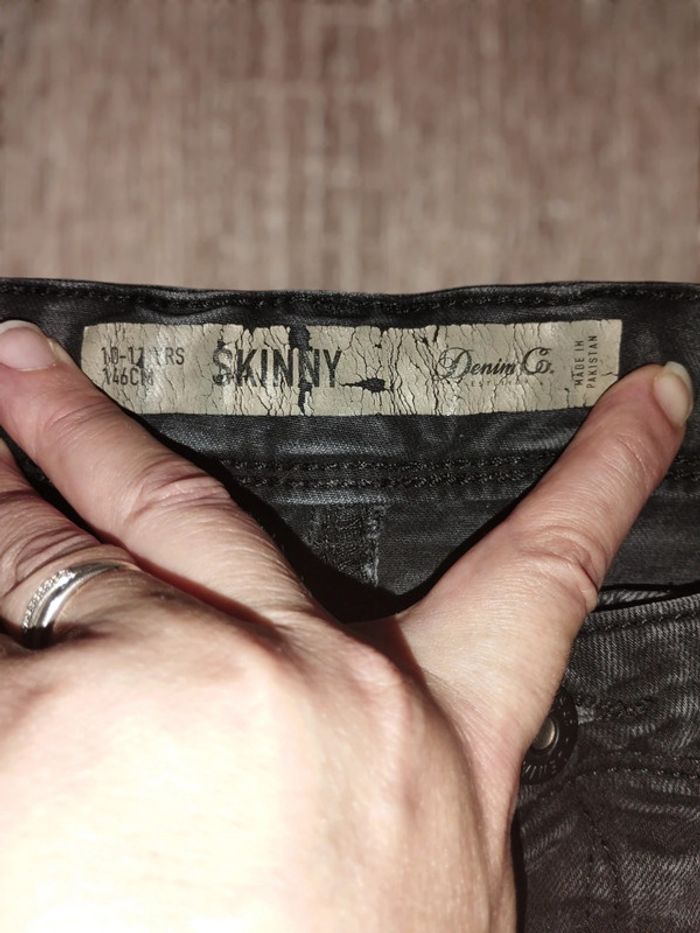 10-11 YRS
146CM
SKINNY
Denim Co.
MADE IN
PAKISTAN